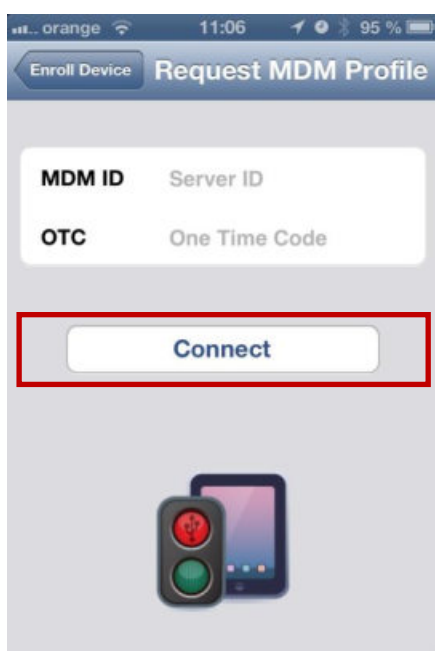 ... orange 11:06 95 %
Enroll Device Request MDM Profile
MDM ID Server ID
OTC One Time Code
Connect